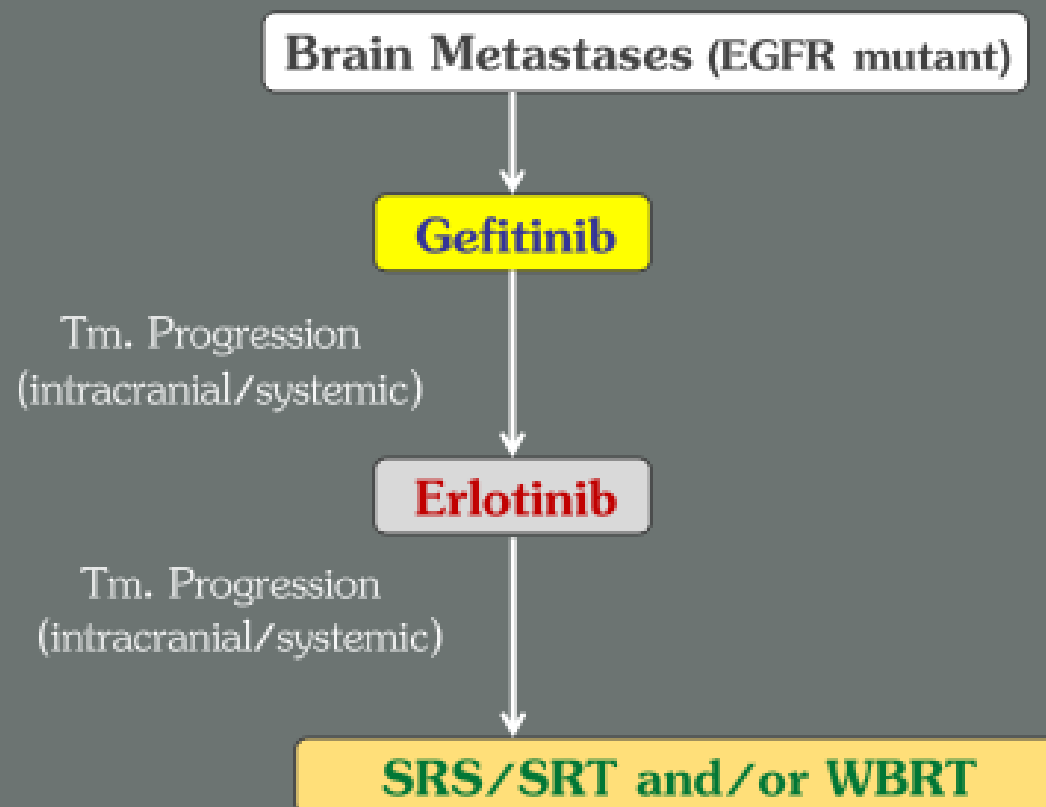 Brain Metastases (EGFR mutant)
Gefitinib
Tm. Progression
(intracranial/systemic)
Erlotinib
Tm. Progression
(intracranial/systemic)
SRS/SRT and/or WBRT